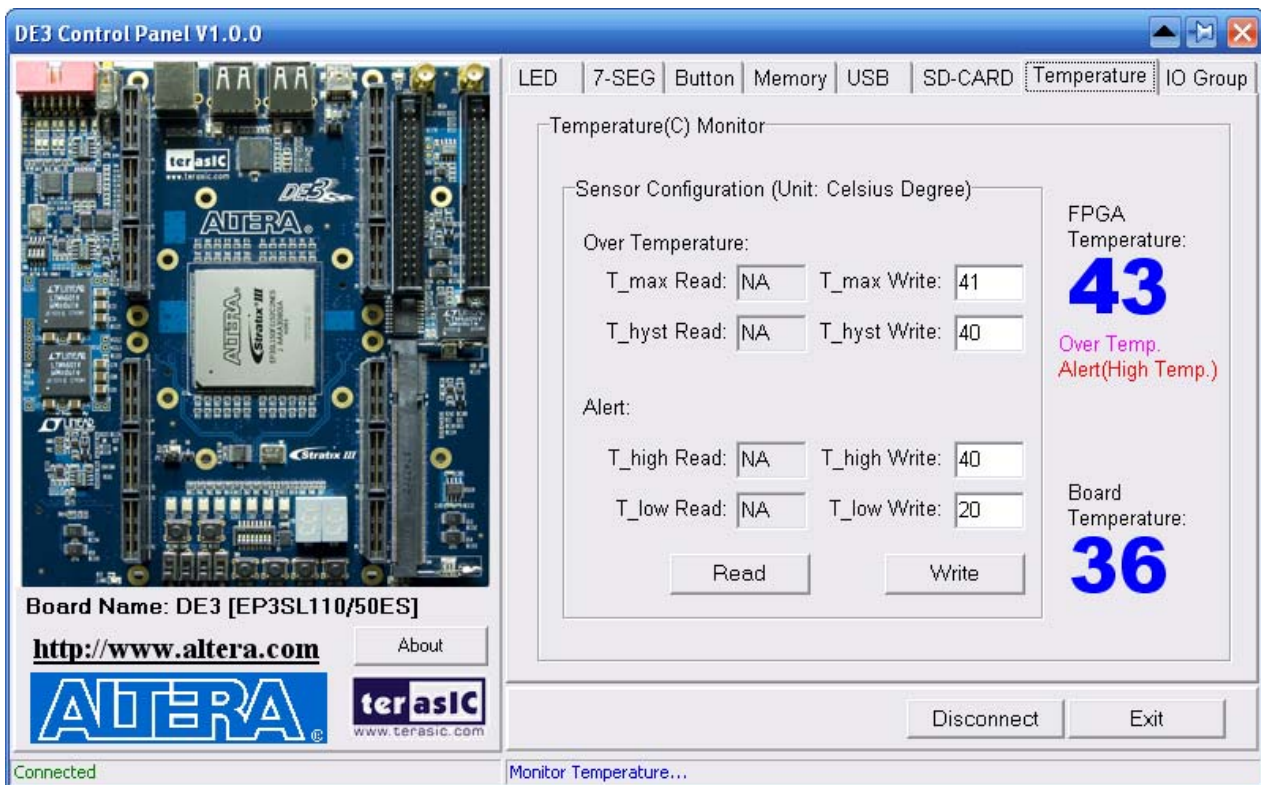 DE3 Control Panel V1.0.0
terasIC
www.terasic.com
DE3
ALTERA®
ALTERA®
Stratix® III
Stratix III
Board Name: DE3 [EP3SL110/50ES]
http://www.altera.com
About
ALTERA®
terasIC
www.terasic.com
LED 7-SEG Button Memory USB SD-CARD Temperature IO Group
Temperature(C) Monitor
Sensor Configuration (Unit: Celsius Degree)
Over Temperature:
T_max Read: NA T_max Write: 41
T_hyst Read: NA T_hyst Write: 40
Alert:
T_high Read: NA T_high Write: 40
T_low Read: NA T_low Write: 20
Read Write
FPGA
Temperature:
43
Over Temp.
Alert(High Temp.)
Board
Temperature:
36
Disconnect Exit
Connected
Monitor Temperature...